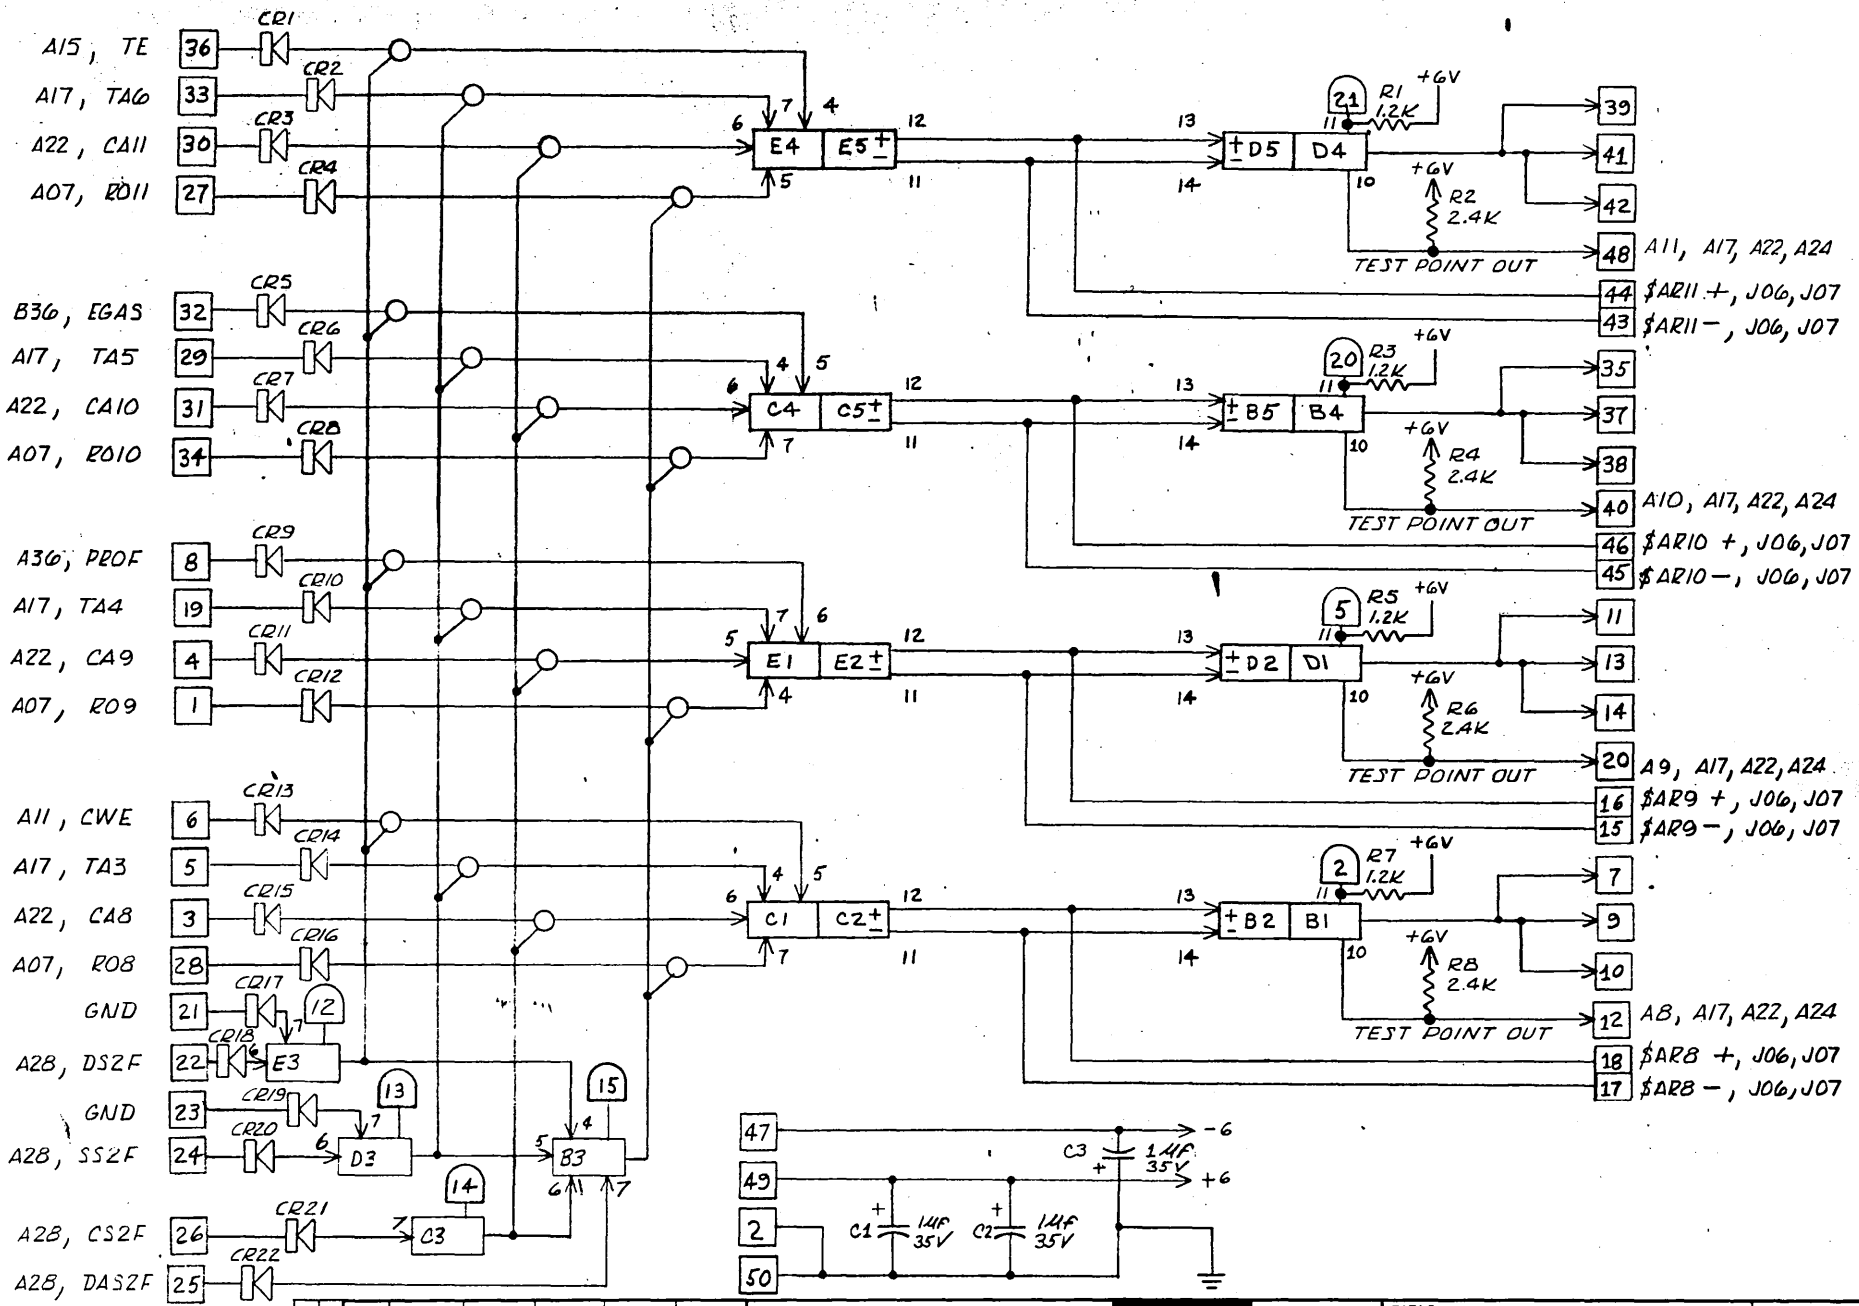 CR1
A15, TE 36
CR2
A17, TA6 33
CR3
A22, CA11 30
CR4
A07, RO11 27
7 4
6 E4 E5 + -
5
12
11
13
14
+ - D5 D4
21
11
R1
1.2K
+6V
10
+6V
R2
2.4K
TEST POINT OUT
39
41
42
48 A11, A17, A22, A24
44 $AR11 +, J06, J07
43 $AR11 -, J06, J07
CR5
B36, EGAS 32
CR6
A17, TA5 29
CR7
A22, CA10 31
CR8
A07, RO10 34
4 5
6 C4 C5 + -
7
12
11
13
14
+ - B5 B4
20
11
R3
1.2K
+6V
10
+6V
R4
2.4K
TEST POINT OUT
35
37
38
40 A10, A17, A22, A24
46 $AR10 +, J06, J07
45 $AR10 -, J06, J07
CR9
A36, PROF 8
CR10
A17, TA4 19
CR11
A22, CA9 4
CR12
A07, RO9 1
7 6
5 E1 E2 + -
4
12
11
13
14
+ - D2 D1
5
11
R5
1.2K
+6V
10
+6V
R6
2.4K
TEST POINT OUT
11
13
14
20 A9, A17, A22, A24
16 $AR9 +, J06, J07
15 $AR9 -, J06, J07
CR13
A11, CWE 6
CR14
A17, TA3 5
CR15
A22, CA8 3
CR16
A07, RO8 28
4 5
6 C1 C2 + -
7
12
11
13
14
+ - B2 B1
2
11
R7
1.2K
+6V
10
+6V
R8
2.4K
TEST POINT OUT
7
9
10
12 A8, A17, A22, A24
18 $AR8 +, J06, J07
17 $AR8 -, J06, J07
CR17
GND 21
7 12
CR18
A28, DS2F 22
6 E3
CR19
GND 23
7 13
CR20
A28, SS2F 24
6 D3
4 15
5 B3
6 11 7
14
CR21
A28, CS2F 26
7 C3
CR22
A28, DAS2F 25
47 -6
C3 1 MF
+ 35V
49 +6
+ C1 1MF
35V
+ C2 1MF
35V
2
50